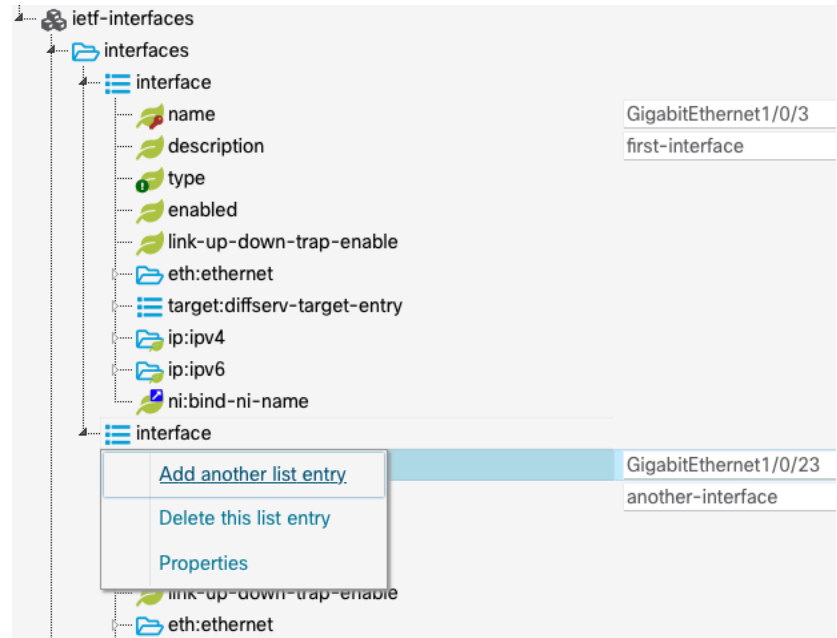 ietf-interfaces
interfaces
interface
name GigabitEthernet1/0/3
description first-interface
type
enabled
link-up-down-trap-enable
eth:ethernet
target:diffserv-target-entry
ip:ipv4
ip:ipv6
ni:bind-ni-name
interface
Add another list entry GigabitEthernet1/0/23
another-interface
Delete this list entry
Properties
link-up-down-trap-enable
eth:ethernet